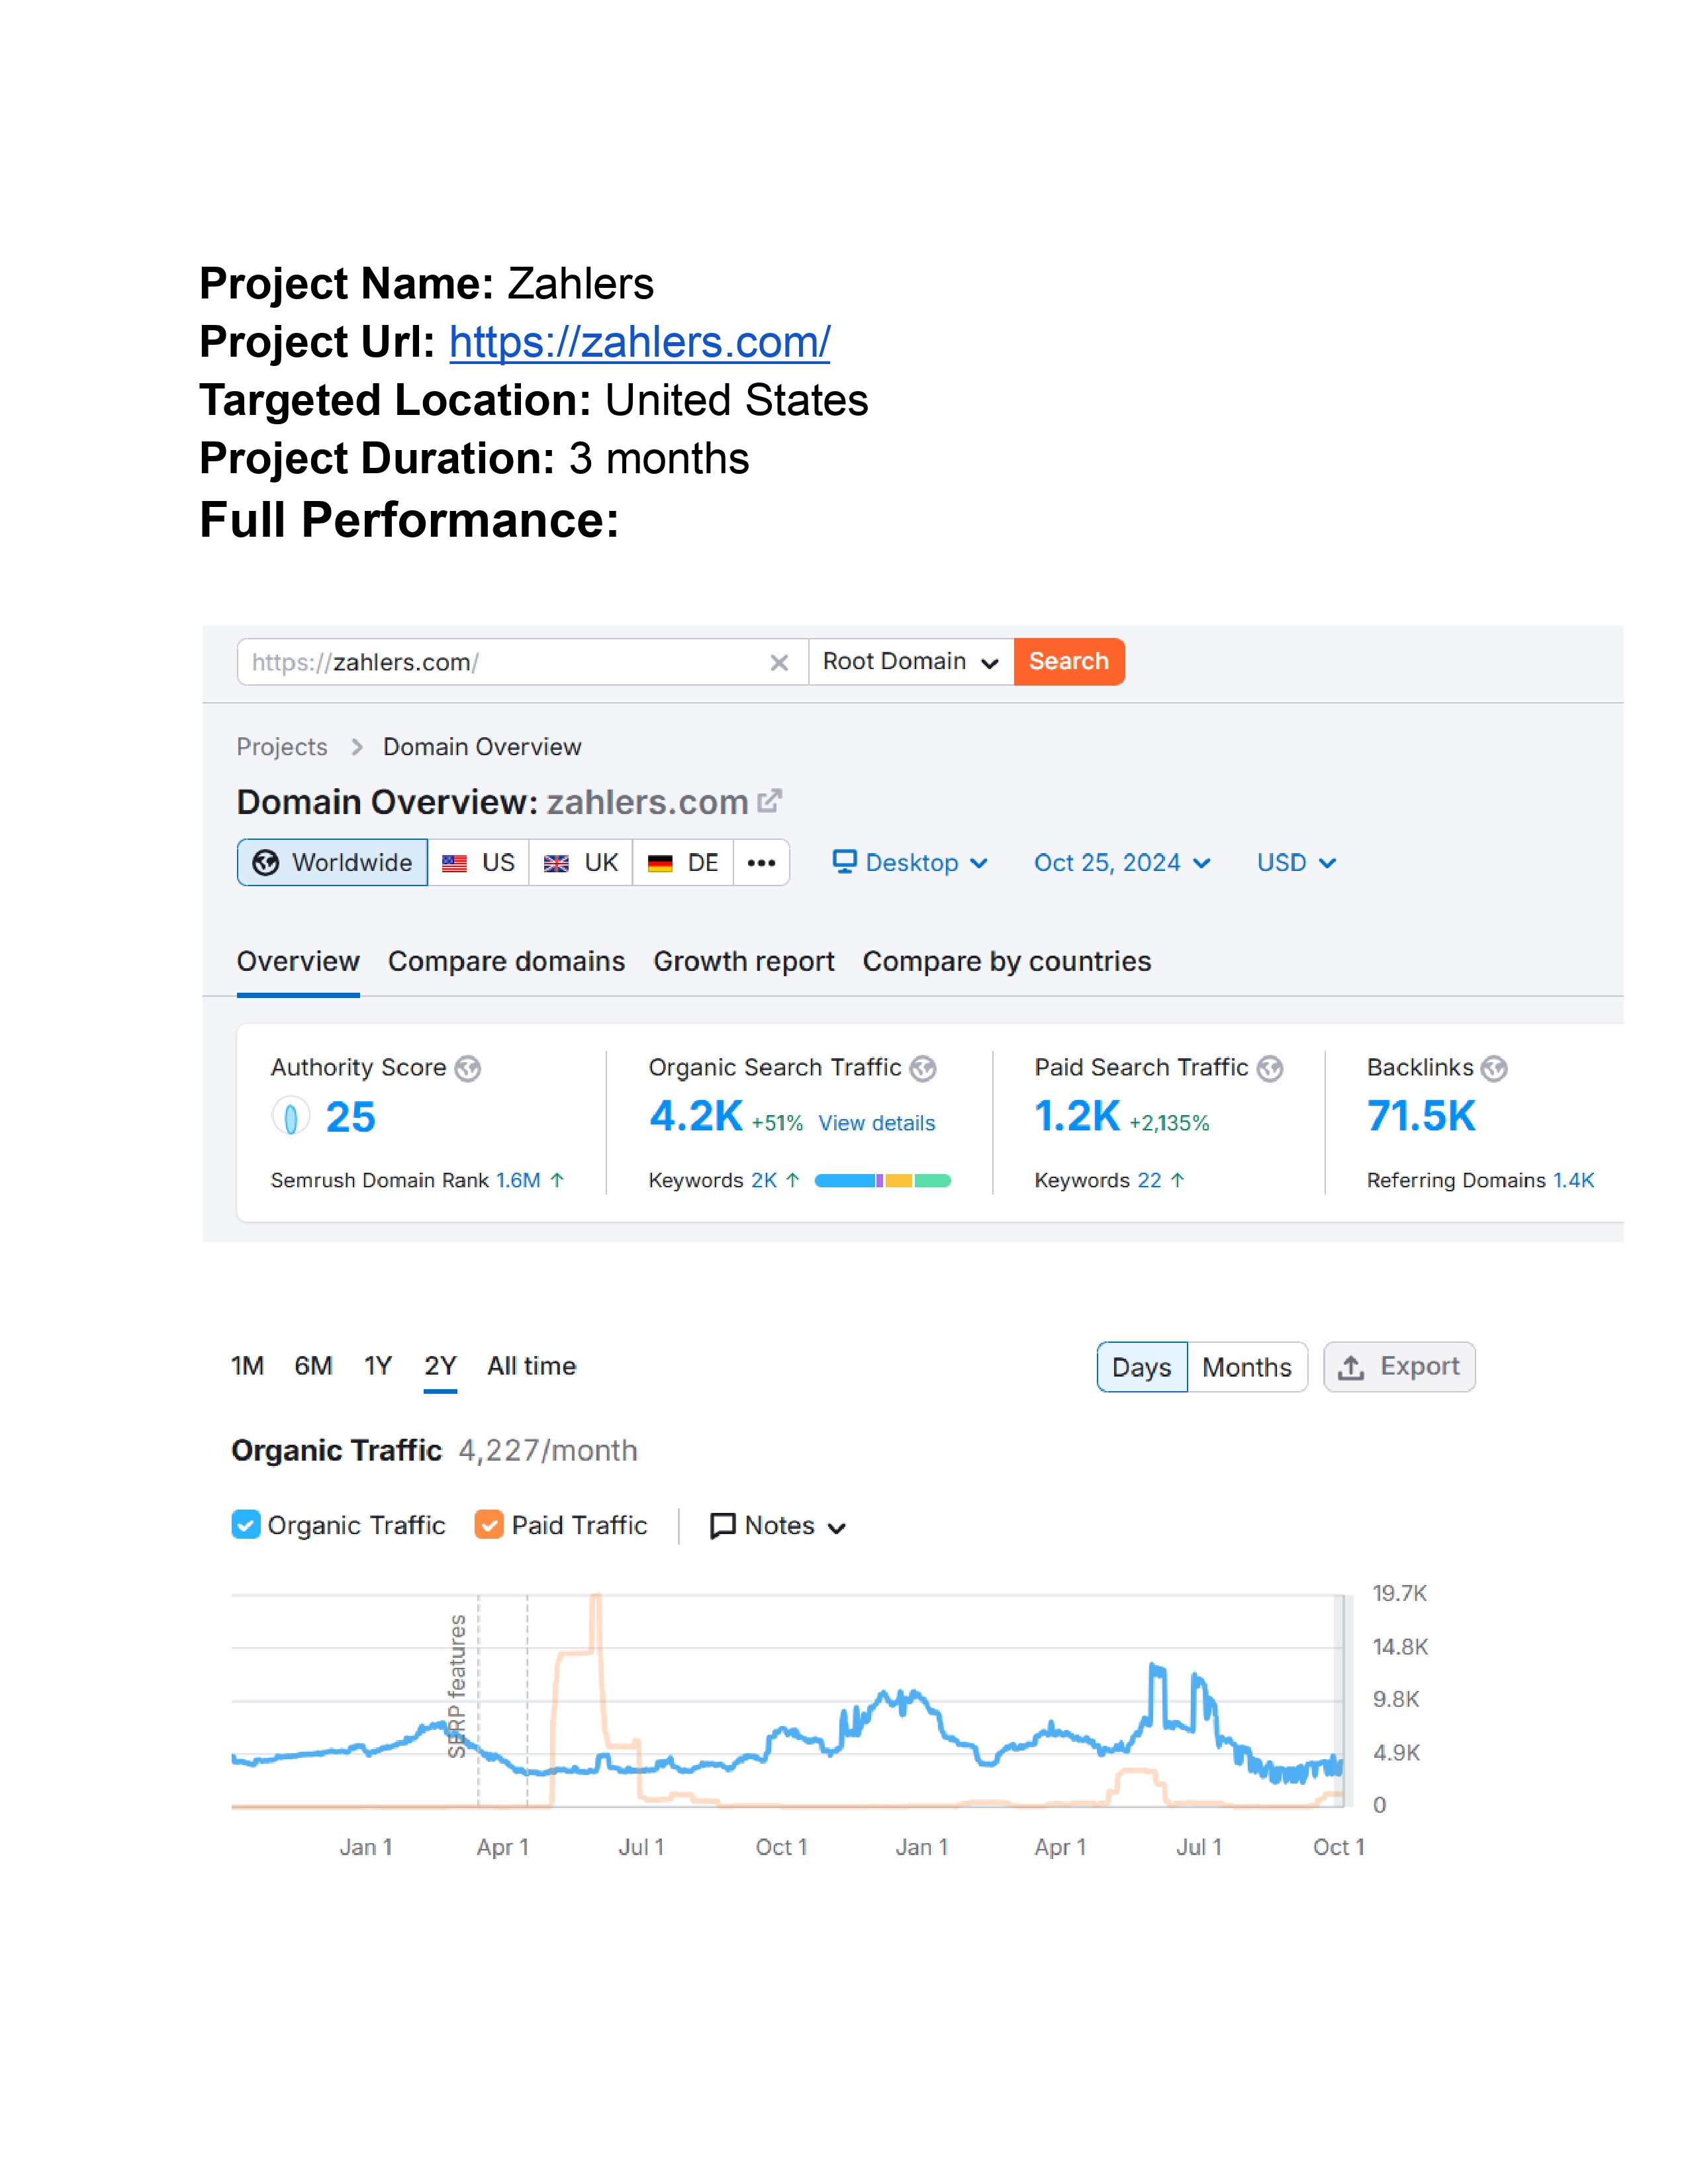 Project Name: Zahlers
Project Url: https://zahlers.com/
Targeted Location: United States
Project Duration: 3 months
Full Performance:
https://zahlers.com/ Root Domain Search
Projects > Domain Overview
Domain Overview: zahlers.com
Worldwide US UK DE ••• Desktop Oct 25, 2024 USD
Overview Compare domains Growth report Compare by countries
Authority Score Organic Search Traffic Paid Search Traffic Backlinks
25 4.2K +51% View details 1.2K +2,135% 71.5K
Semrush Domain Rank 1.6M ↑ Keywords 2K ↑ Keywords 22 ↑ Referring Domains 1.4K
1M 6M 1Y 2Y All time Days Months Export
Organic Traffic 4,227/month
Organic Traffic Paid Traffic Notes
SERP features
19.7K
14.8K
9.8K
4.9K
0
Jan 1 Apr 1 Jul 1 Oct 1 Jan 1 Apr 1 Jul 1 Oct 1